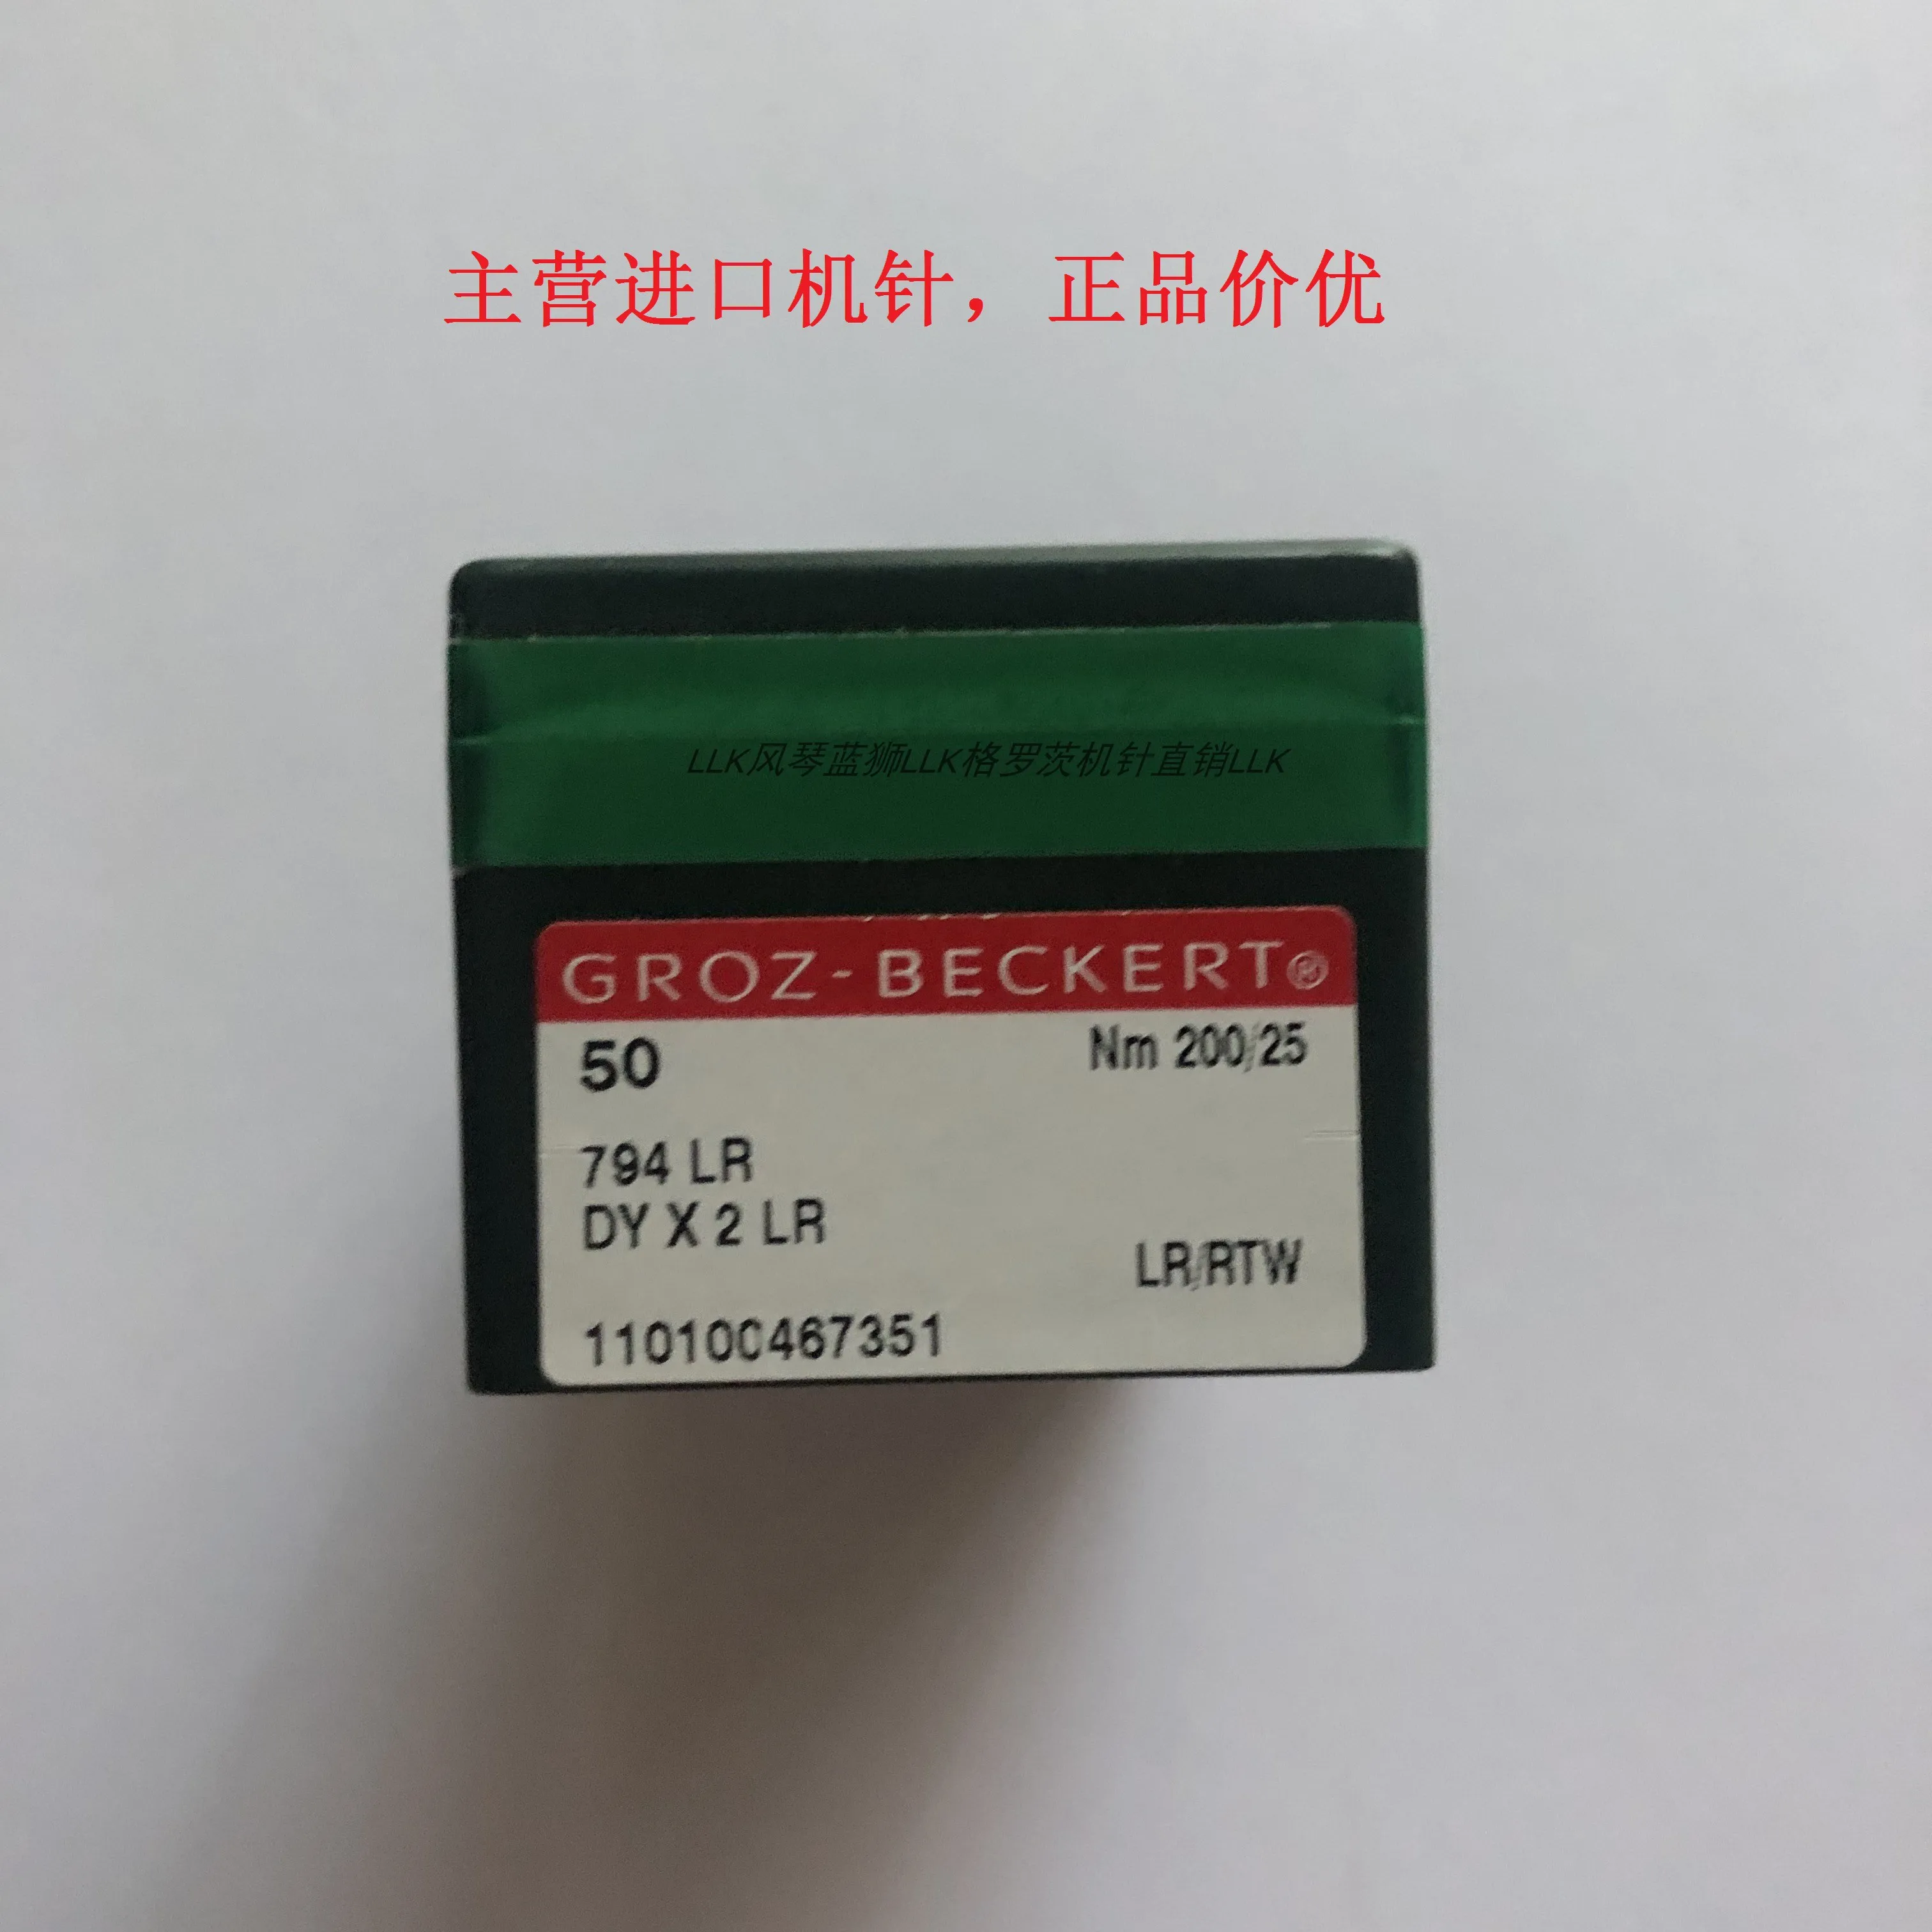 主营进口机针，正品价优
LLK风琴蓝狮LLK格罗茨机针直销LLK
GROZ-BECKERT®
50
Nm 200/25
794 LR
DY X 2 LR
LR/RTW
110100467351